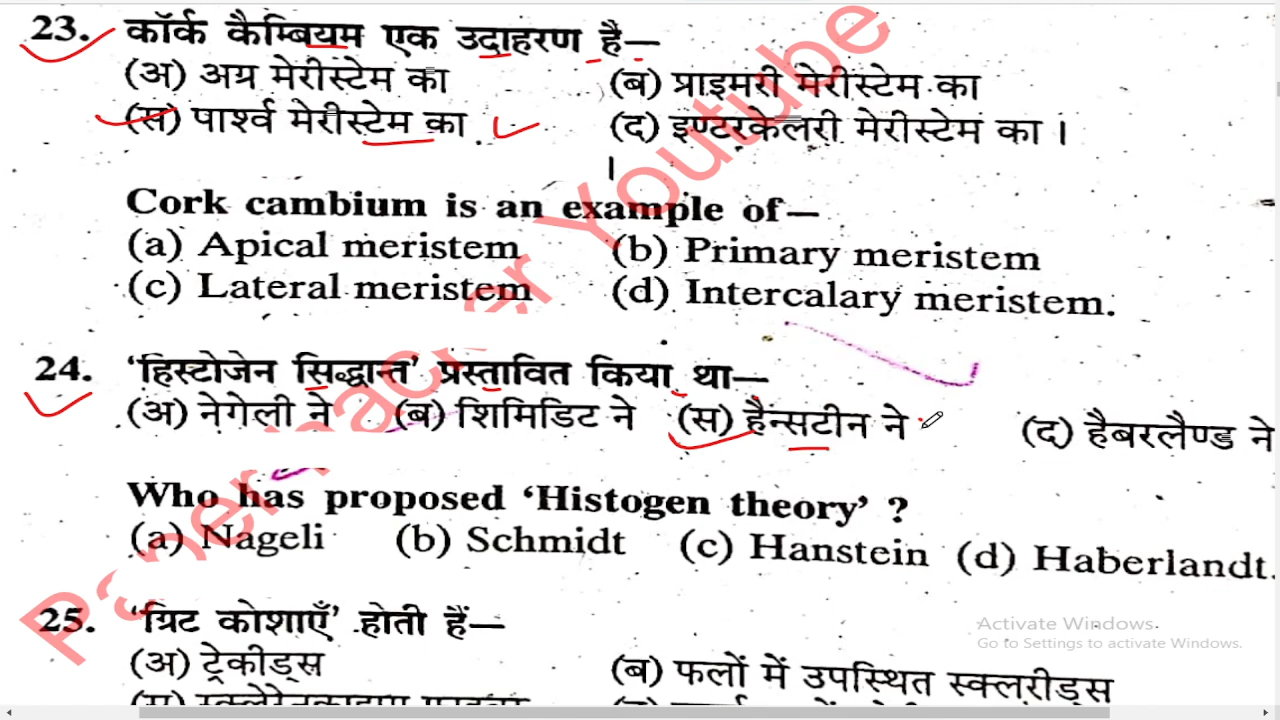 23. कॉर्क कैम्बियम एक उदाहरण है—
(अ) अग्र मेरीस्टेम का (ब) प्राइमरी मेरीस्टेम का
(स) पार्श्व मेरीस्टेम का (द) इण्टरकेलरी मेरीस्टेम का ।
Cork cambium is an example of—
(a) Apical meristem (b) Primary meristem
(c) Lateral meristem (d) Intercalary meristem.
24. ‘हिस्टोजेन सिद्धान्त’ प्रस्तावित किया था—
(अ) नेगेली ने (ब) शिमिडिट ने (स) हैन्सटीन ने (द) हैबरलैण्ड ने
Who has proposed ‘Histogen theory’ ?
(a) Nageli (b) Schmidt (c) Hanstein (d) Haberlandt.
25. ‘ग्रिट कोशाएँ’ होती हैं—
(अ) ट्रेकीड्स (ब) फलों में उपस्थित स्क्लरीड्स
Youtube
Activate Windows
Go to Settings to activate Windows.